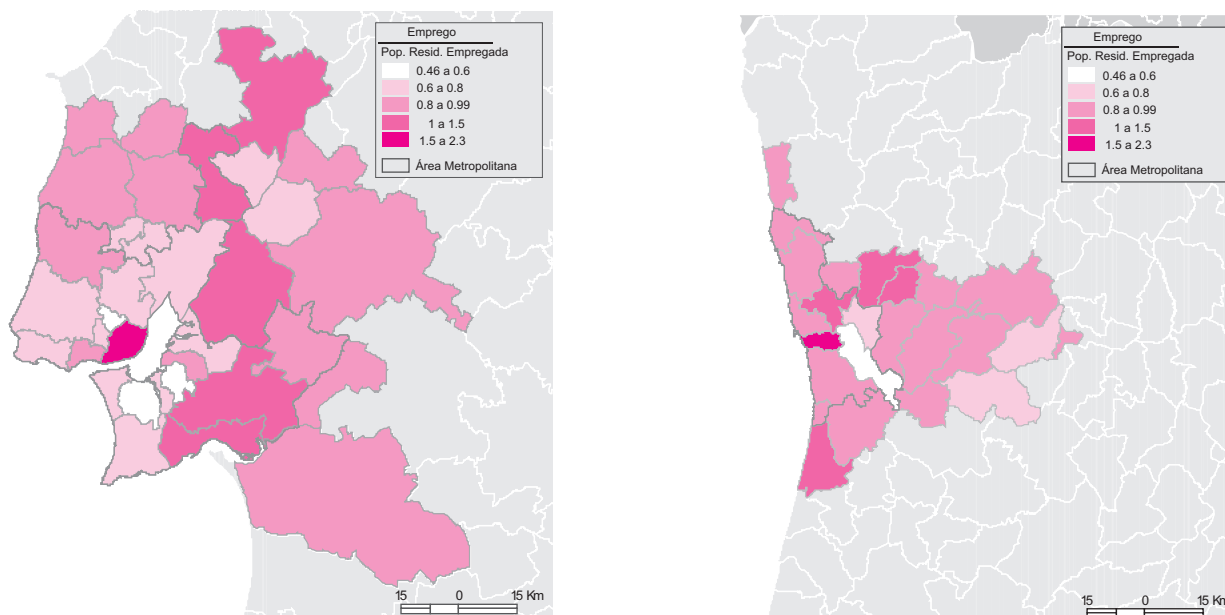 Emprego
Pop. Resid. Empregada
0.46 a 0.6
0.6 a 0.8
0.8 a 0.99
1 a 1.5
1.5 a 2.3
Área Metropolitana
15 0 15 Km
Emprego
Pop. Resid. Empregada
0.46 a 0.6
0.6 a 0.8
0.8 a 0.99
1 a 1.5
1.5 a 2.3
Área Metropolitana
15 0 15 Km